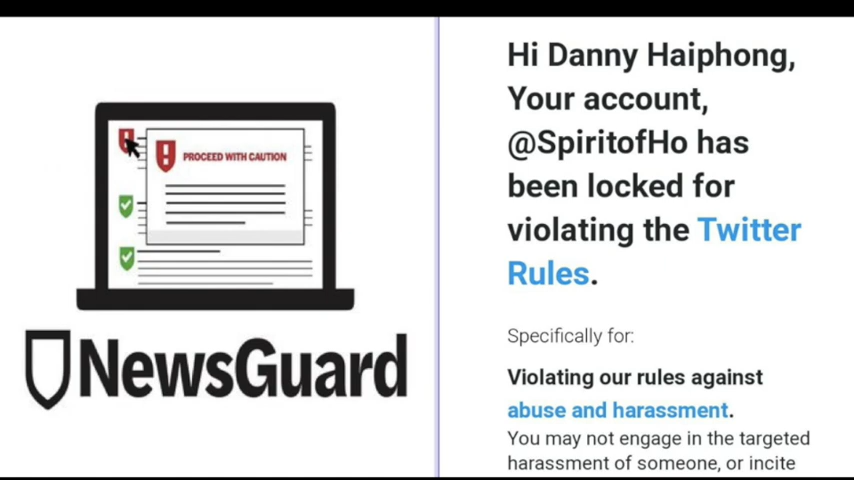 PROCEED WITH CAUTION
NewsGuard
Hi Danny Haiphong,
Your account,
@SpiritofHo has
been locked for
violating the Twitter
Rules.
Specifically for:
Violating our rules against
abuse and harassment.
You may not engage in the targeted
harassment of someone, or incite